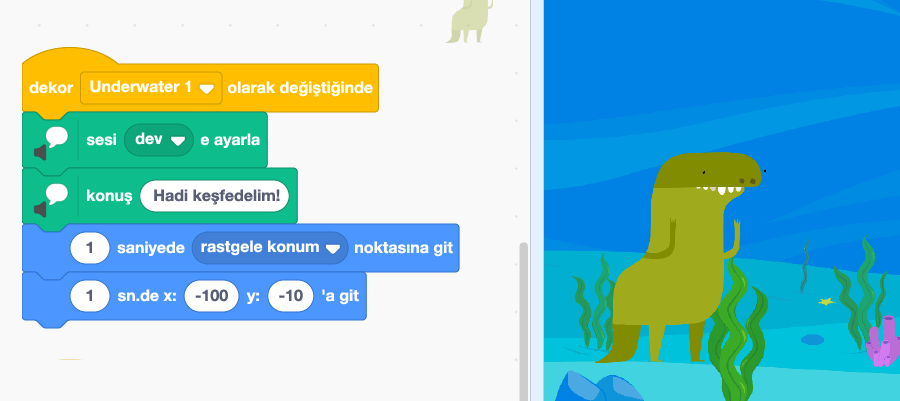 dekor Underwater 1 olarak değiştiğinde
sesi dev e ayarla
konuş Hadi keşfedelim!
1 saniyede rastgele konum noktasına git
1 sn.de x: -100 y: -10 'a git